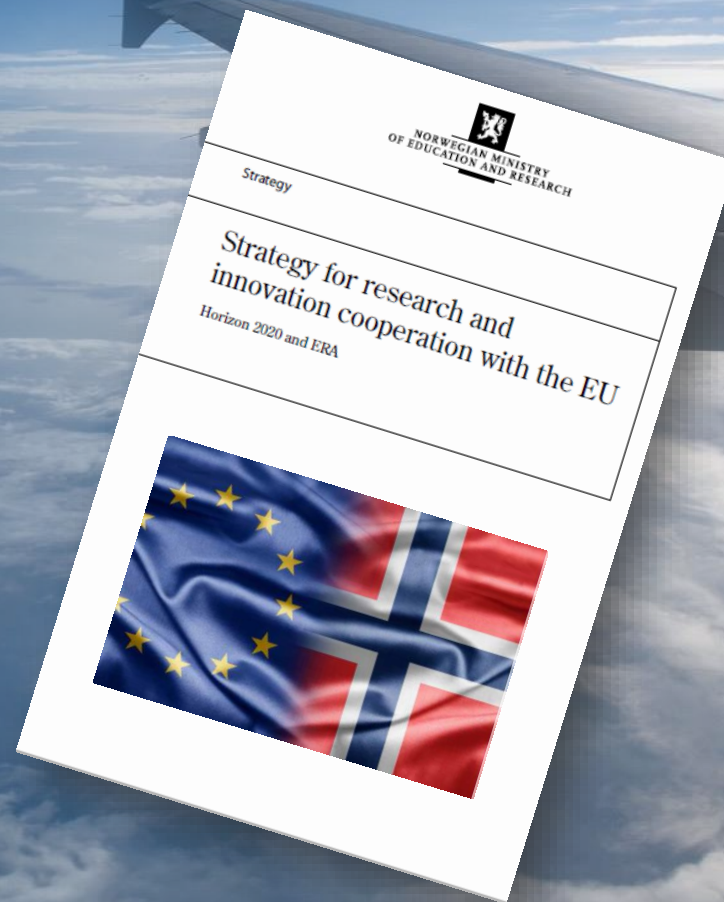 NORWEGIAN MINISTRY
OF EDUCATION AND RESEARCH
Strategy
Strategy for research and
innovation cooperation with the EU
Horizon 2020 and ERA